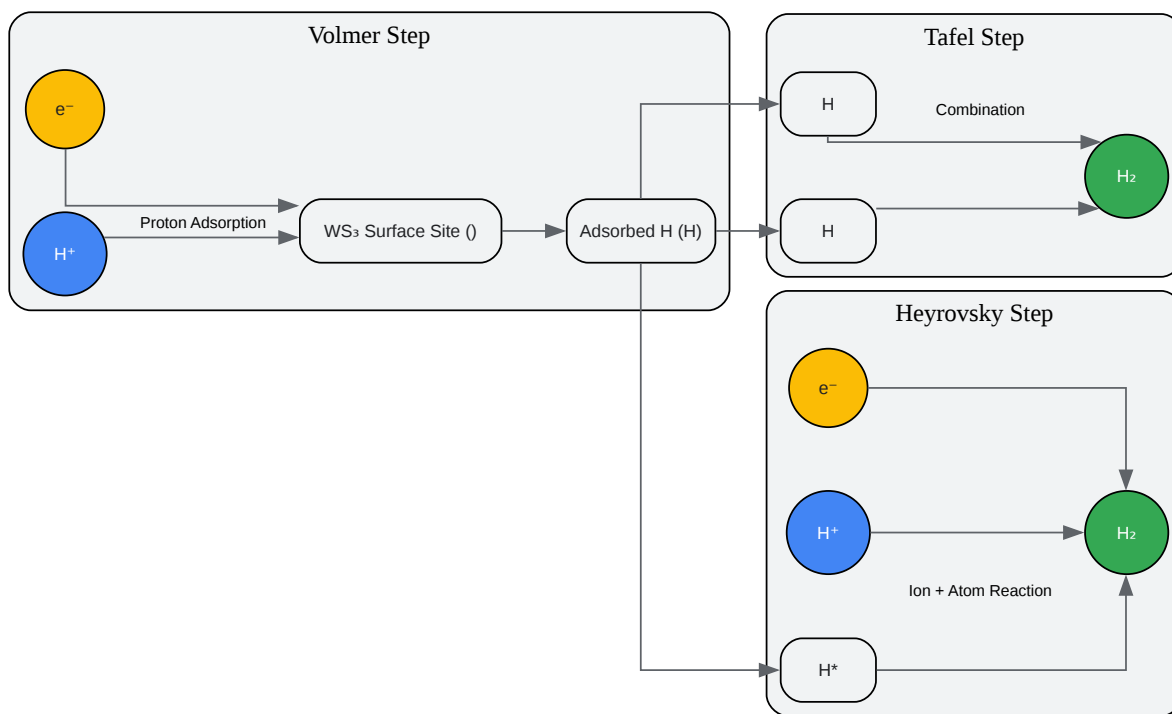 Volmer Step
e⁻
H⁺
Proton Adsorption
WS₃ Surface Site ()
Adsorbed H (H)
Tafel Step
H
Combination
H₂
H
Heyrovsky Step
e⁻
H⁺
H₂
Ion + Atom Reaction
H*